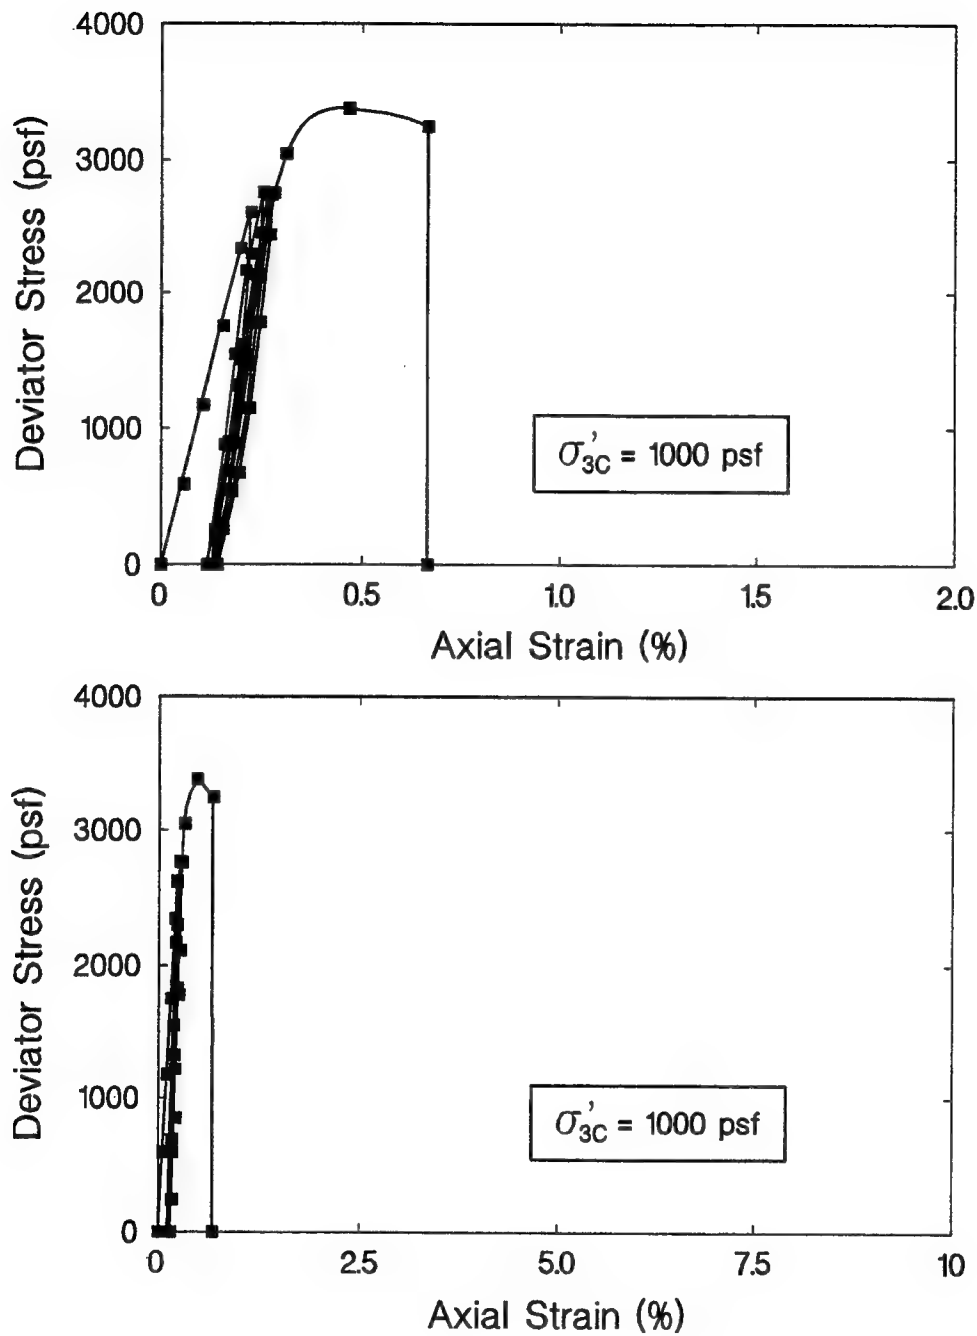 4000
3000
2000
1000
0
Deviator Stress (psf)
σ'3C = 1000 psf
0 0.5 1.0 1.5 2.0
Axial Strain (%)
4000
3000
2000
1000
0
Deviator Stress (psf)
σ'3C = 1000 psf
0 2.5 5.0 7.5 10
Axial Strain (%)